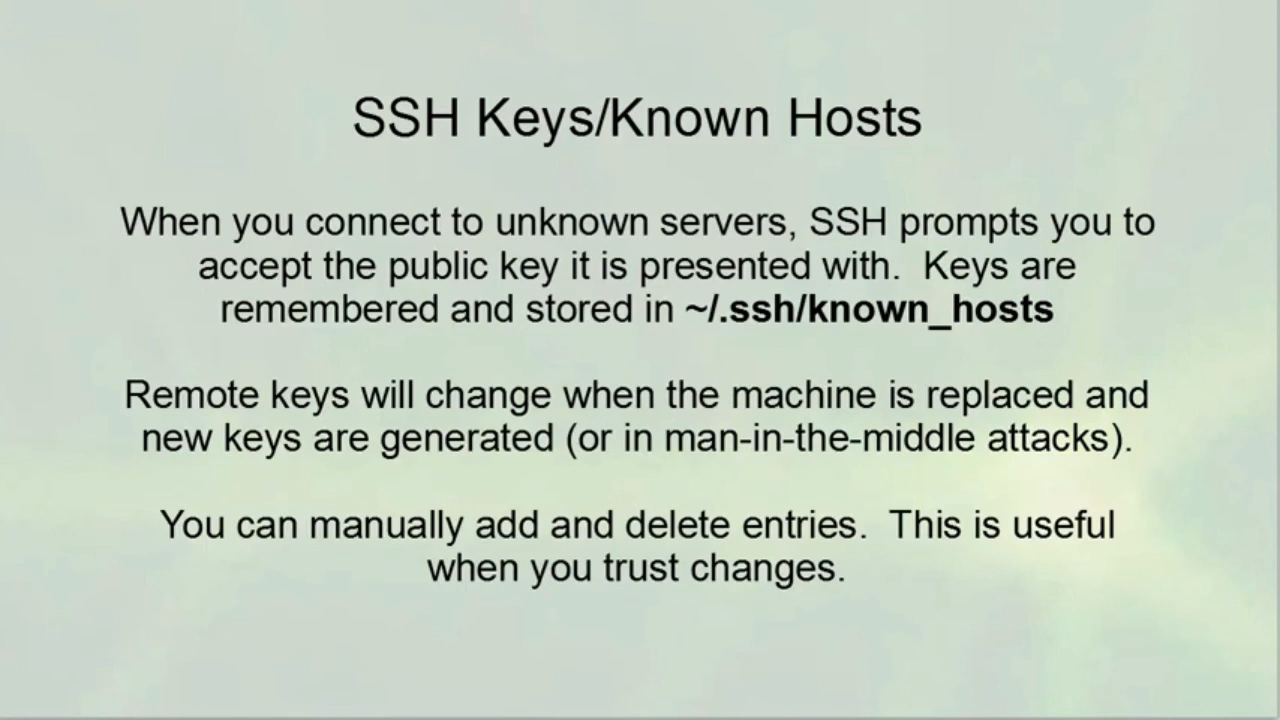 SSH Keys/Known Hosts
When you connect to unknown servers, SSH prompts you to
accept the public key it is presented with.  Keys are
remembered and stored in ~/.ssh/known_hosts
Remote keys will change when the machine is replaced and
new keys are generated (or in man-in-the-middle attacks).
You can manually add and delete entries.  This is useful
when you trust changes.